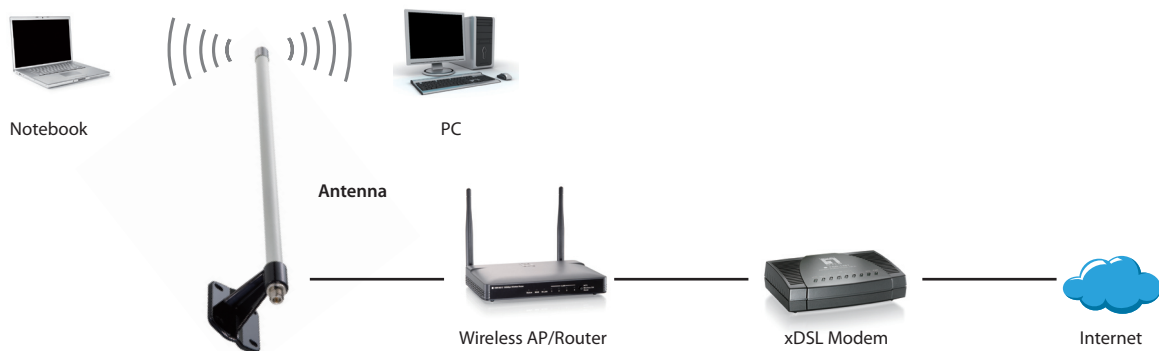 Notebook
PC
Antenna
Wireless AP/Router
xDSL Modem
Internet